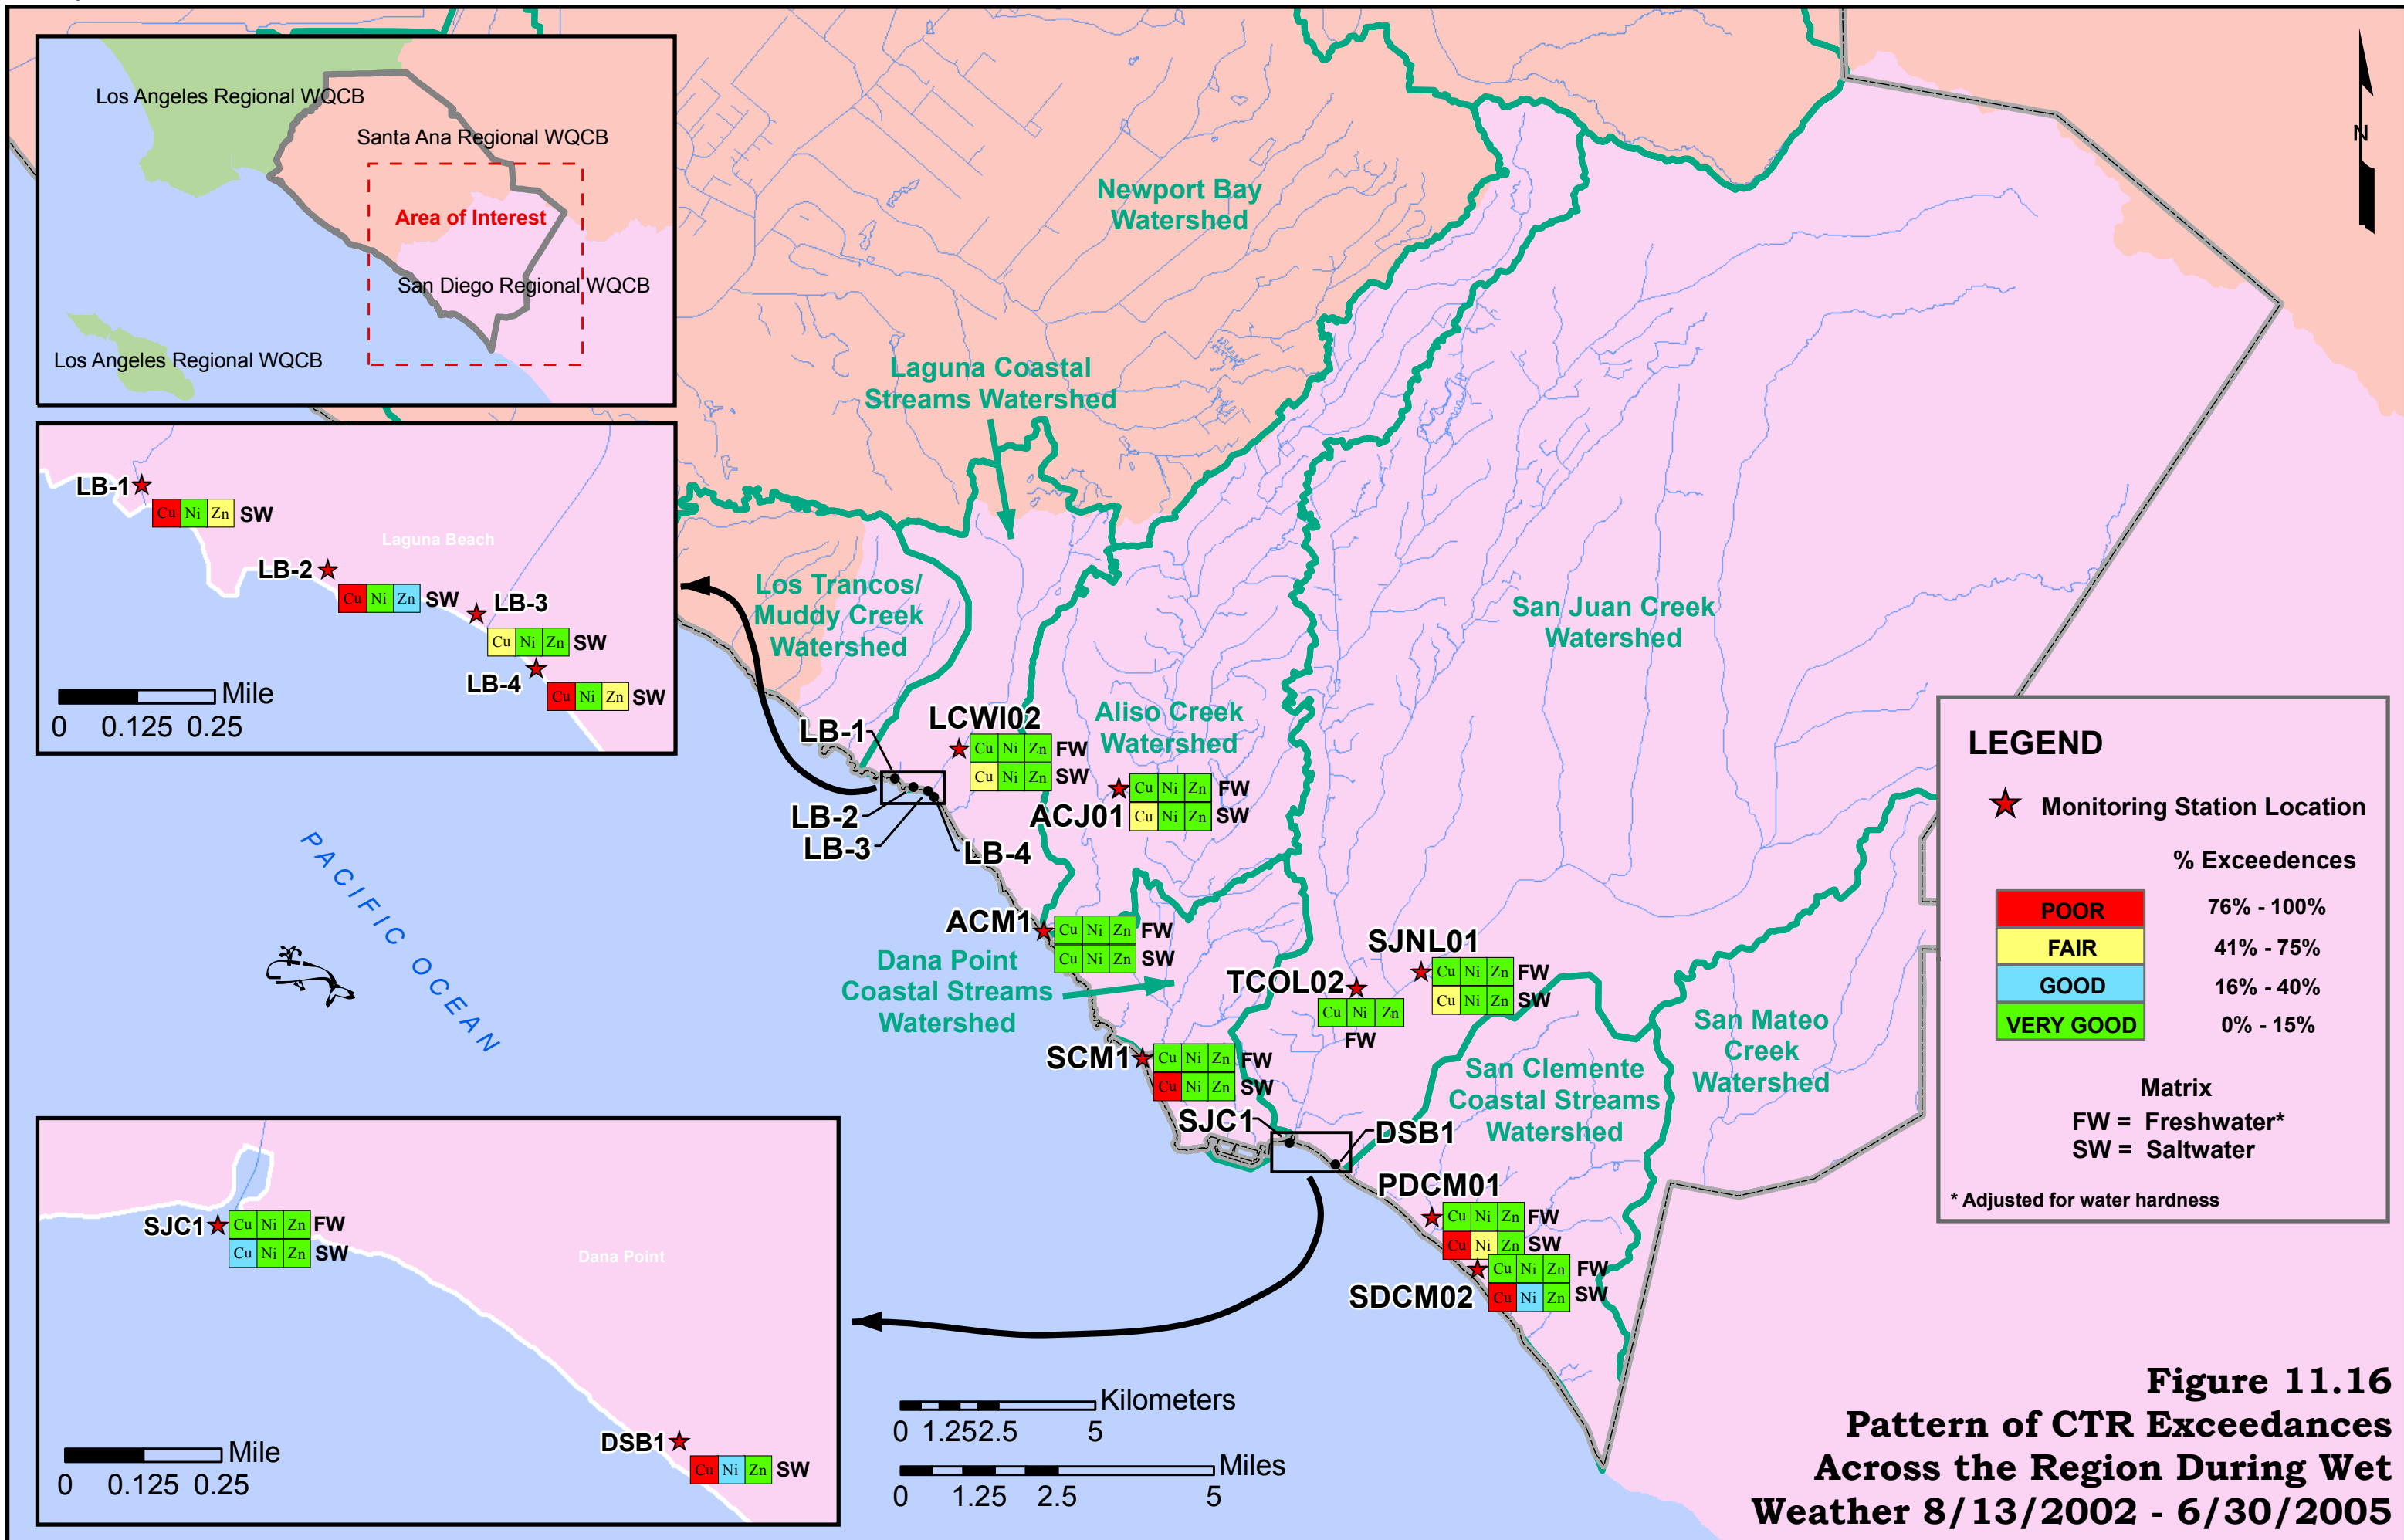 Los Angeles Regional WQCB
Santa Ana Regional WQCB
Area of Interest
San Diego Regional WQCB
Los Angeles Regional WQCB
N
Newport Bay
Watershed
Laguna Coastal
Streams Watershed
Los Trancos/
Muddy Creek
Watershed
San Juan Creek
Watershed
Aliso Creek
Watershed
Dana Point
Coastal Streams
Watershed
San Clemente
Coastal Streams
Watershed
San Mateo
Creek
Watershed
PACIFIC OCEAN
LB-1
Cu Ni Zn SW
Laguna Beach
LB-2
Cu Ni Zn SW
LB-3
Cu Ni Zn SW
LB-4
Cu Ni Zn SW
Mile
0 0.125 0.25
LB-1
LB-2
LB-3
LB-4
LCWI02
Cu Ni Zn FW
Cu Ni Zn SW
ACJ01
Cu Ni Zn FW
Cu Ni Zn SW
ACM1
Cu Ni Zn FW
Cu Ni Zn SW
SJNL01
Cu Ni Zn FW
Cu Ni Zn SW
TCOL02
Cu Ni Zn
FW
SCM1
Cu Ni Zn FW
Cu Ni Zn SW
SJC1
DSB1
PDCM01
Cu Ni Zn FW
Cu Ni Zn SW
SDCM02
Cu Ni Zn FW
Cu Ni Zn SW
SJC1
Cu Ni Zn FW
Cu Ni Zn SW
Dana Point
DSB1
Cu Ni Zn SW
Mile
0 0.125 0.25
Kilometers
0 1.25 2.5 5
Miles
0 1.25 2.5 5
LEGEND
Monitoring Station Location
% Exceedences
POOR 76% - 100%
FAIR 41% - 75%
GOOD 16% - 40%
VERY GOOD 0% - 15%
Matrix
FW = Freshwater*
SW = Saltwater
* Adjusted for water hardness
Figure 11.16
Pattern of CTR Exceedances
Across the Region During Wet
Weather 8/13/2002 - 6/30/2005